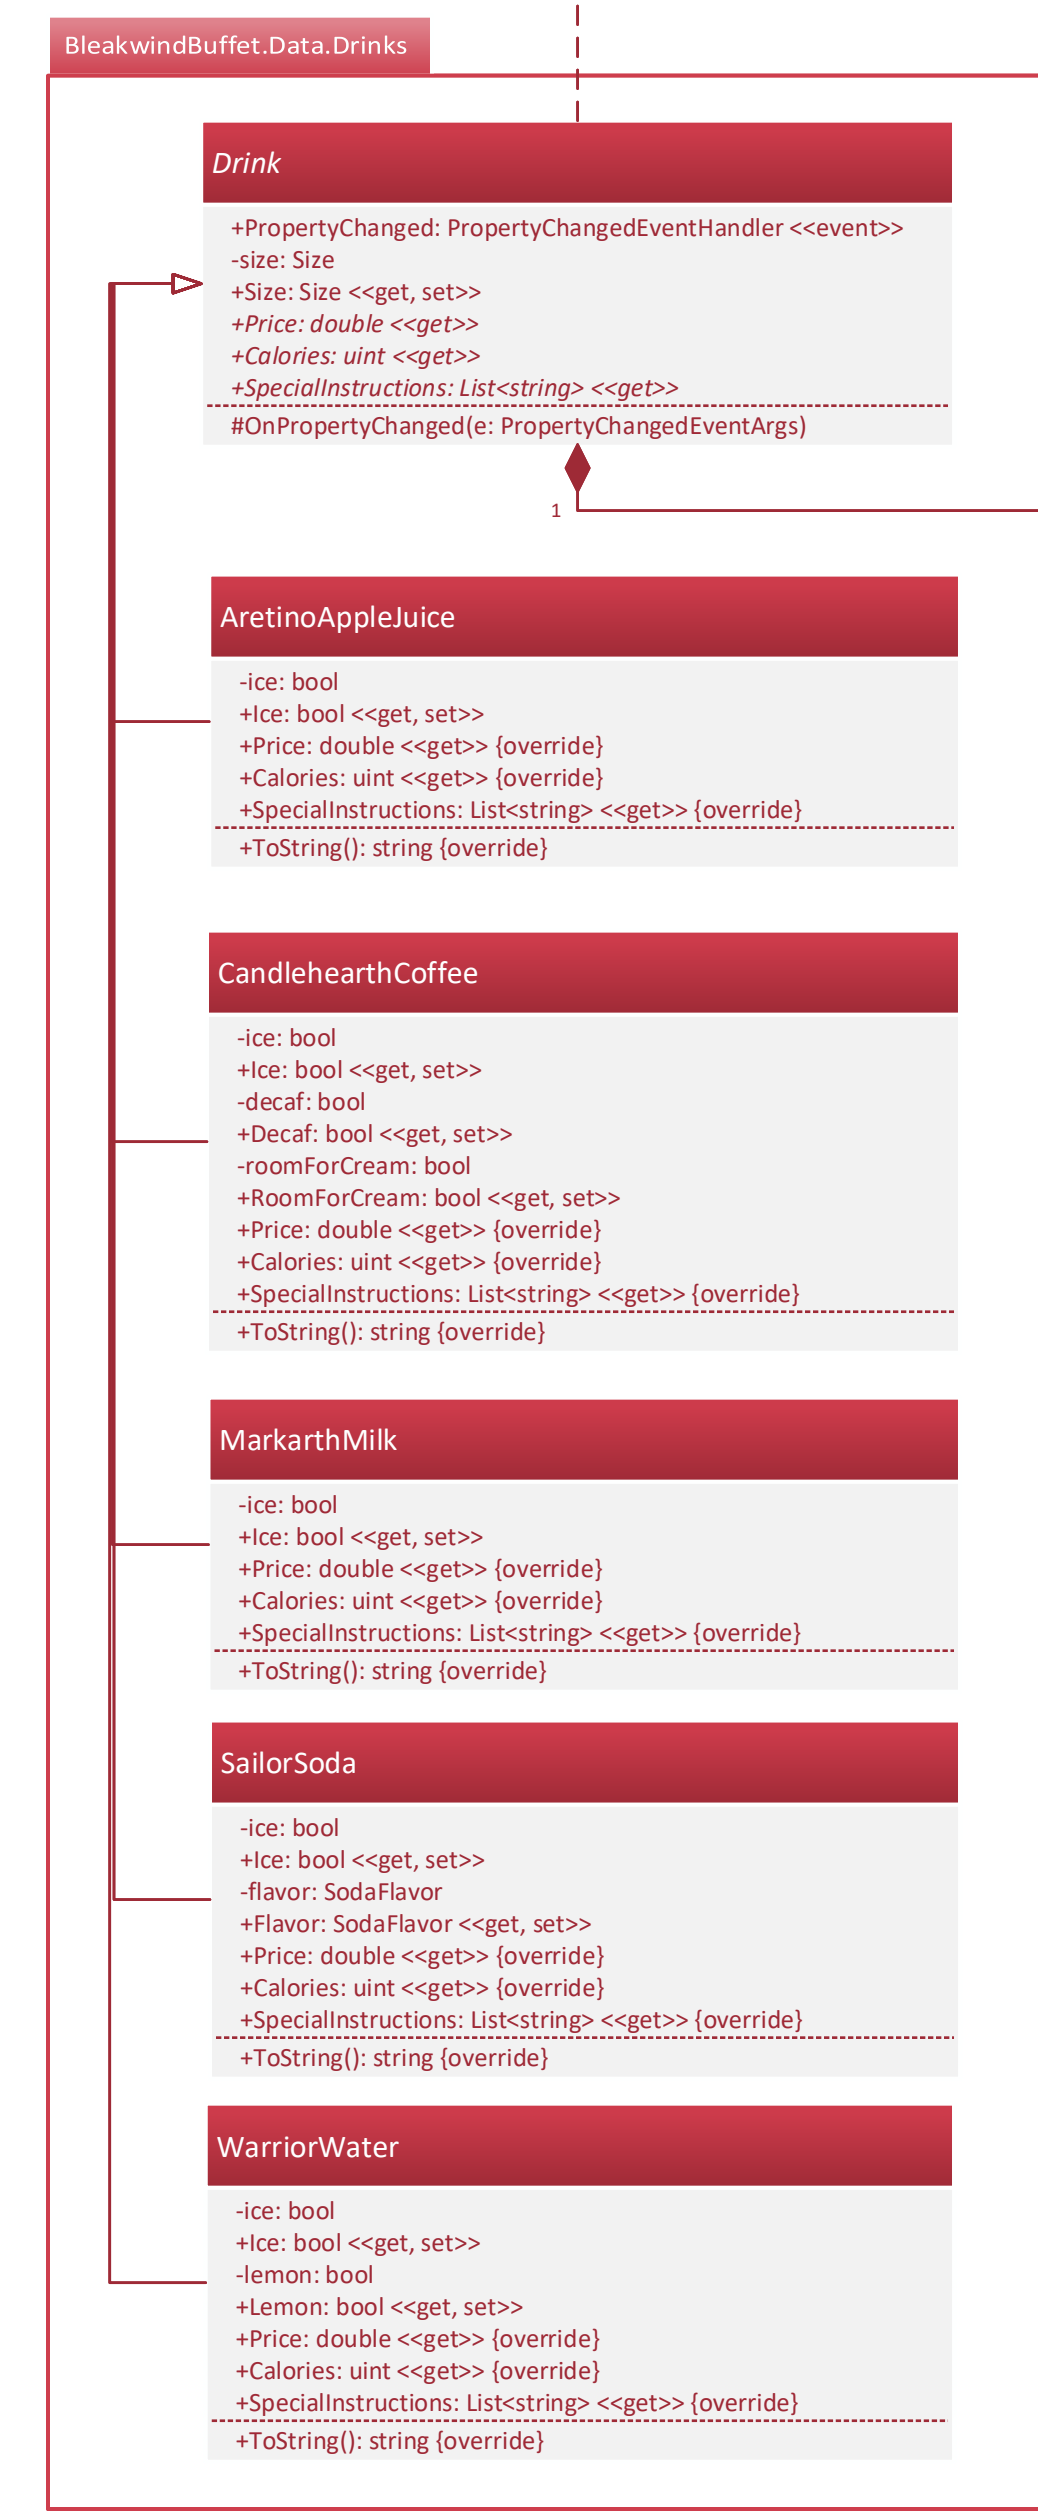 BleakwindBuffet.Data.Drinks
Drink
+PropertyChanged: PropertyChangedEventHandler <<event>>
-size: Size
+Size: Size <<get, set>>
+Price: double <<get>>
+Calories: uint <<get>>
+SpecialInstructions: List<string> <<get>>
#OnPropertyChanged(e: PropertyChangedEventArgs)
1
AretinoAppleJuice
-ice: bool
+Ice: bool <<get, set>>
+Price: double <<get>> {override}
+Calories: uint <<get>> {override}
+SpecialInstructions: List<string> <<get>> {override}
+ToString(): string {override}
CandlehearthCoffee
-ice: bool
+Ice: bool <<get, set>>
-decaf: bool
+Decaf: bool <<get, set>>
-roomForCream: bool
+RoomForCream: bool <<get, set>>
+Price: double <<get>> {override}
+Calories: uint <<get>> {override}
+SpecialInstructions: List<string> <<get>> {override}
+ToString(): string {override}
MarkarthMilk
-ice: bool
+Ice: bool <<get, set>>
+Price: double <<get>> {override}
+Calories: uint <<get>> {override}
+SpecialInstructions: List<string> <<get>> {override}
+ToString(): string {override}
SailorSoda
-ice: bool
+Ice: bool <<get, set>>
-flavor: SodaFlavor
+Flavor: SodaFlavor <<get, set>>
+Price: double <<get>> {override}
+Calories: uint <<get>> {override}
+SpecialInstructions: List<string> <<get>> {override}
+ToString(): string {override}
WarriorWater
-ice: bool
+Ice: bool <<get, set>>
-lemon: bool
+Lemon: bool <<get, set>>
+Price: double <<get>> {override}
+Calories: uint <<get>> {override}
+SpecialInstructions: List<string> <<get>> {override}
+ToString(): string {override}